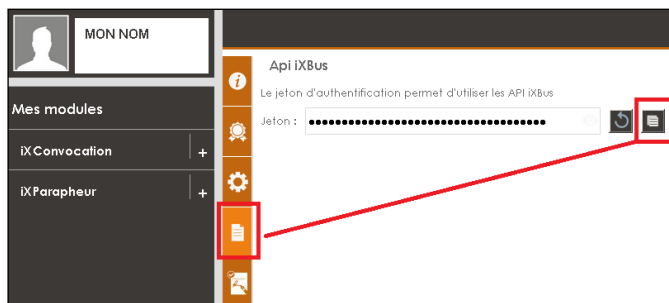 MON NOM
Mes modules
iXConvocation +
iXParapheur +
Api iXBus
Le jeton d'authentification permet d'utiliser les API iXBus
Jeton : ●●●●●●●●●●●●●●●●●●●●●●●●●●●●●●●●●●●●